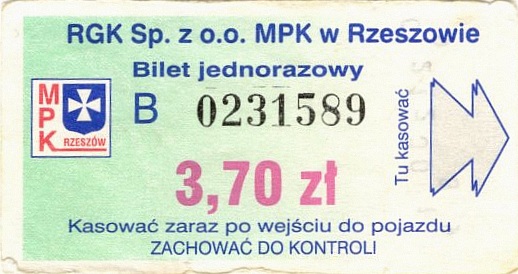 RGK Sp. z o.o. MPK w Rzeszowie
Bilet jednorazowy
MPK
RZESZÓW
B 0231589
3,70 zł
Tu kasować
Kasować zaraz po wejściu do pojazdu
ZACHOWAĆ DO KONTROLI